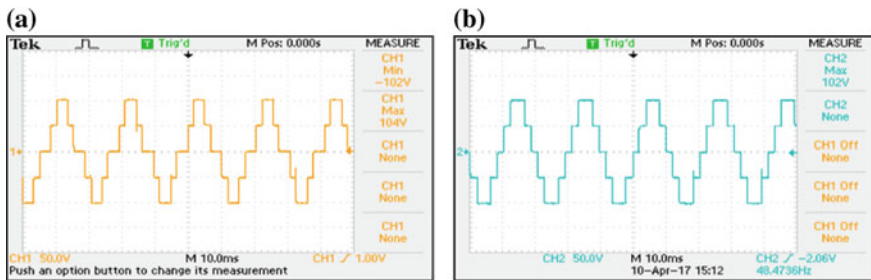 (a)
Tek T Trig'd M Pos: 0.000s MEASURE
CH1
Min
-102V
CH1
Max
104V
1
CH1
None
CH1
None
CH1
None
CH1 50.0V M 10.0ms CH1 1.00V
Push an option button to change its measurement
(b)
Tek T Trig'd M Pos: 0.000s MEASURE
CH2
Max
102V
CH2
None
2
CH1 Off
None
CH1 Off
None
CH1 Off
None
CH2 50.0V M 10.0ms CH2 -2.06V
10-Apr-17 15:12 48.4736Hz